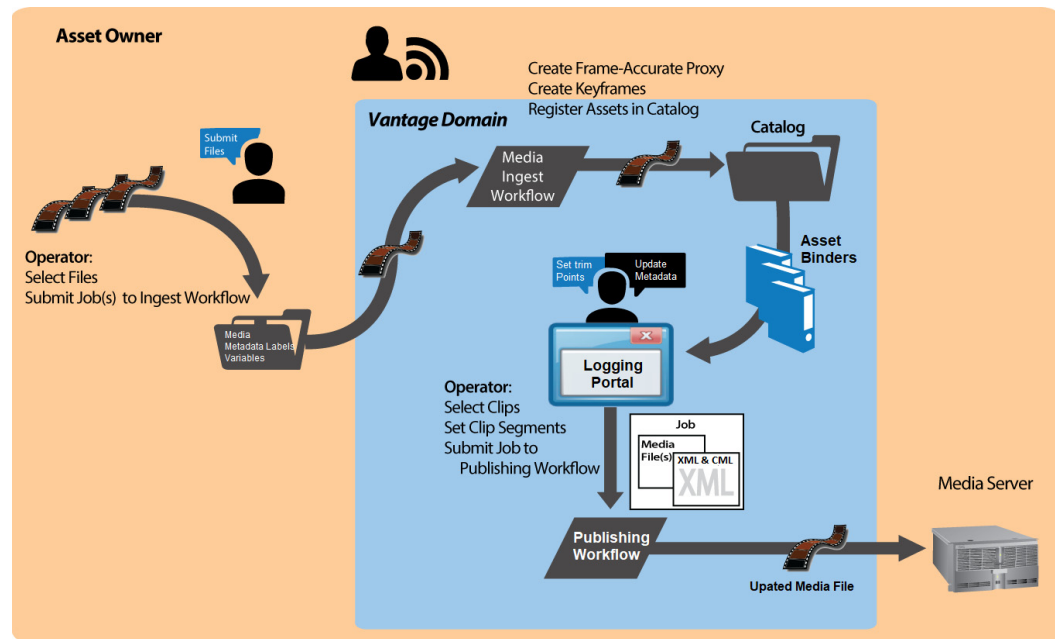 Asset Owner
Create Frame-Accurate Proxy
Create Keyframes
Register Assets in Catalog
Vantage Domain
Catalog
Submit
Files
Media
Ingest
Workflow
Operator:
Select Files
Submit Job(s) to Ingest Workflow
Media
Metadata Labels
Variables
Asset
Binders
Set trim
Points
Update
Metadata
Logging
Portal
Operator:
Select Clips
Set Clip Segments
Submit Job to
Publishing Workflow
Job
Media
File(s)
XML & CML
XML
Media Server
Publishing
Workflow
Upated Media File